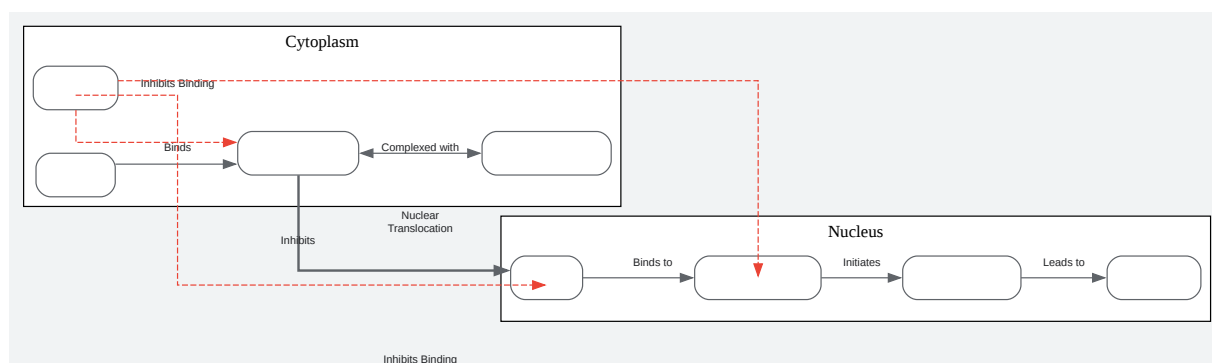 Cytoplasm
Inhibits Binding
Binds
Complexed with
Nuclear
Translocation
Inhibits
Nucleus
Binds to
Initiates
Leads to
Inhibits Binding